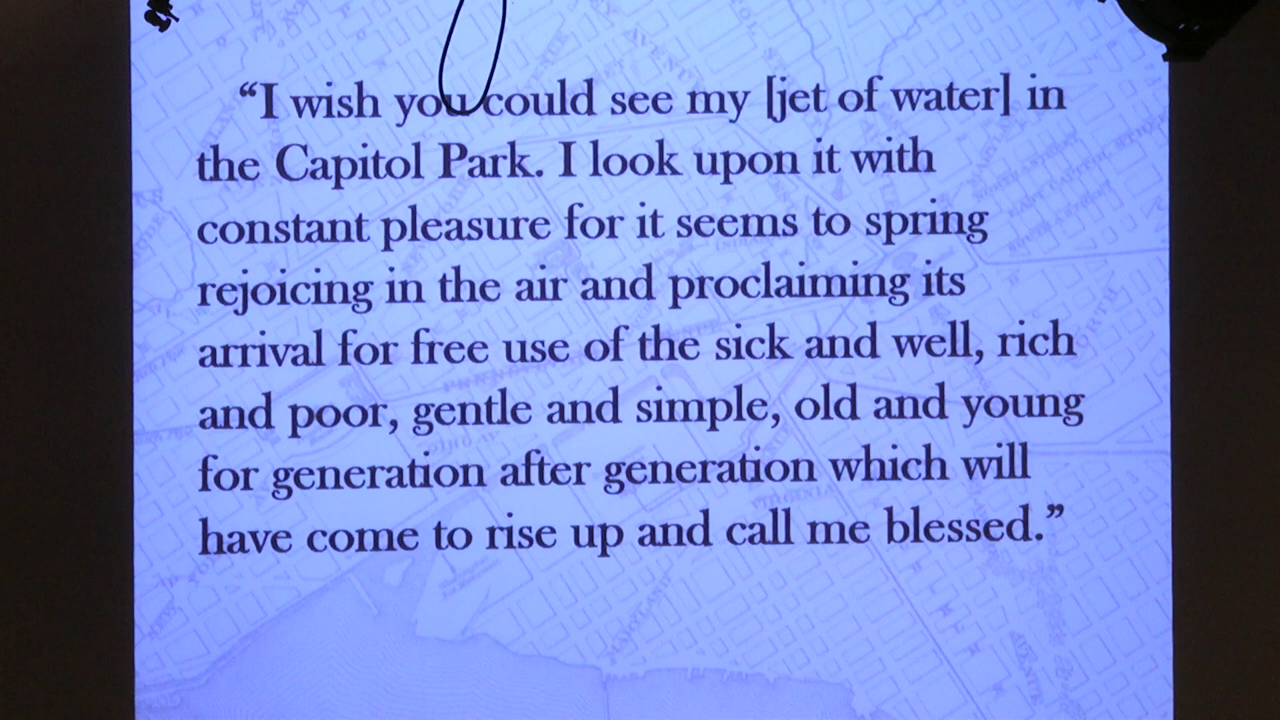 “I wish you could see my [jet of water] in
the Capitol Park. I look upon it with
constant pleasure for it seems to spring
rejoicing in the air and proclaiming its
arrival for free use of the sick and well, rich
and poor, gentle and simple, old and young
for generation after generation which will
have come to rise up and call me blessed.”
VIRGINIA
MARYLAND
AVENUE